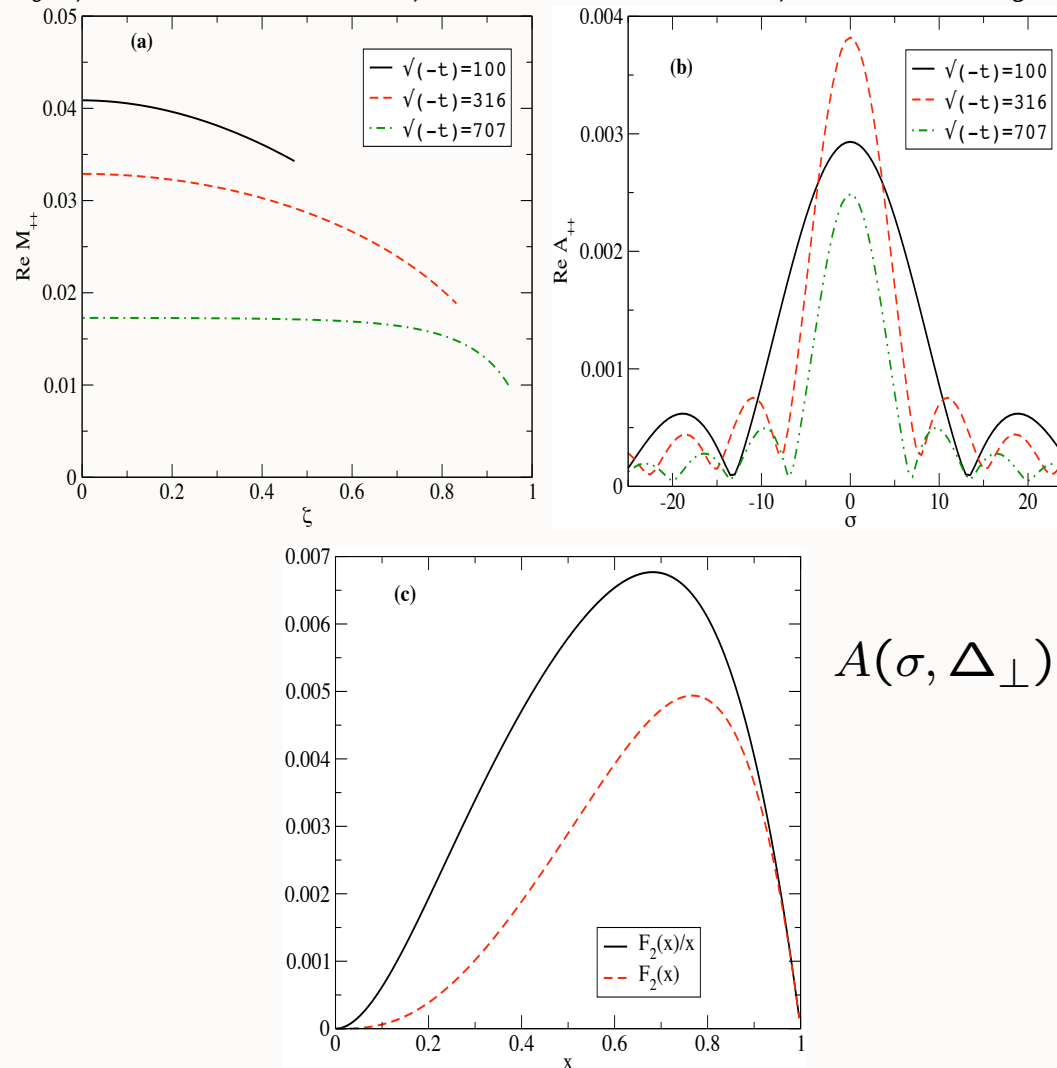 (a)
√(-t)=100
√(-t)=316
√(-t)=707
Re M++
0.05
0.04
0.03
0.02
0.01
0
0 0.2 0.4 0.6 0.8 1
ζ
(b)
√(-t)=100
√(-t)=316
√(-t)=707
Re A++
0.004
0.003
0.002
0.001
0
-20 -10 0 10 20
σ
(c)
0.007
0.006
0.005
0.004
0.003
0.002
0.001
0
F_2(x)/x
F_2(x)
0 0.2 0.4 0.6 0.8 1
x
A(σ, Δ⊥)